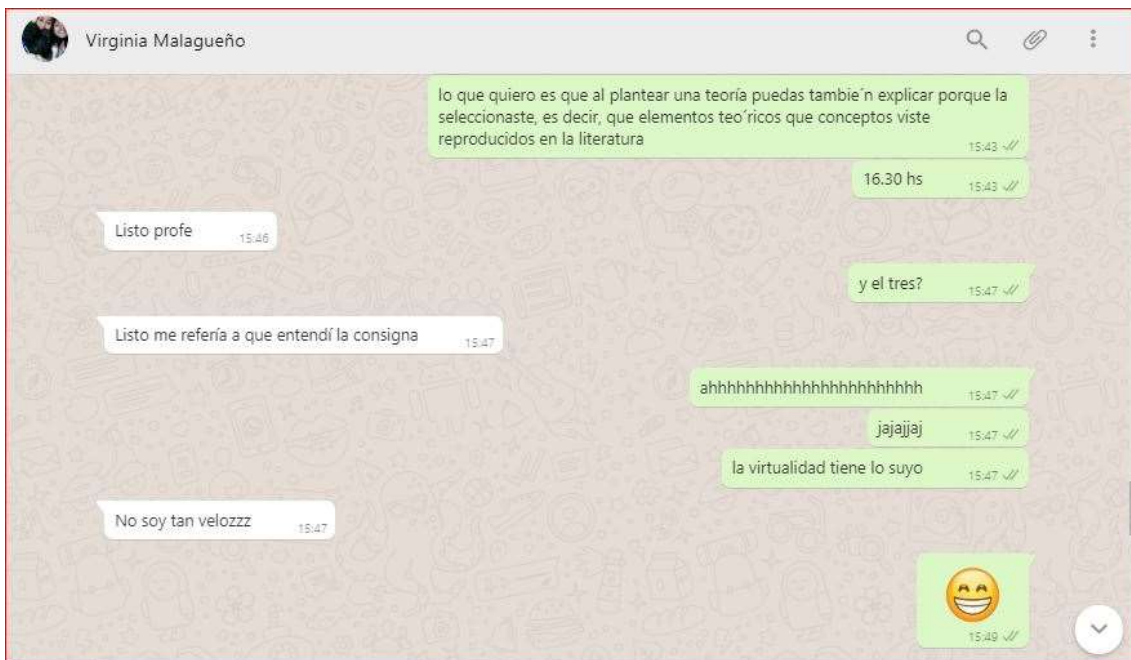 Virginia Malagueño
lo que quiero es que al plantear una teoría puedas tambie´n explicar porque la
seleccionaste, es decir, que elementos teo´ricos que conceptos viste
reproducidos en la literatura
15:43
16.30 hs
15:43
Listo profe
15:46
y el tres?
15:47
Listo me refería a que entendí la consigna
15:47
ahhhhhhhhhhhhhhhhhhhhhhhh
15:47
jajajjaj
15:47
la virtualidad tiene lo suyo
15:47
No soy tan velozzz
15:47
15:49